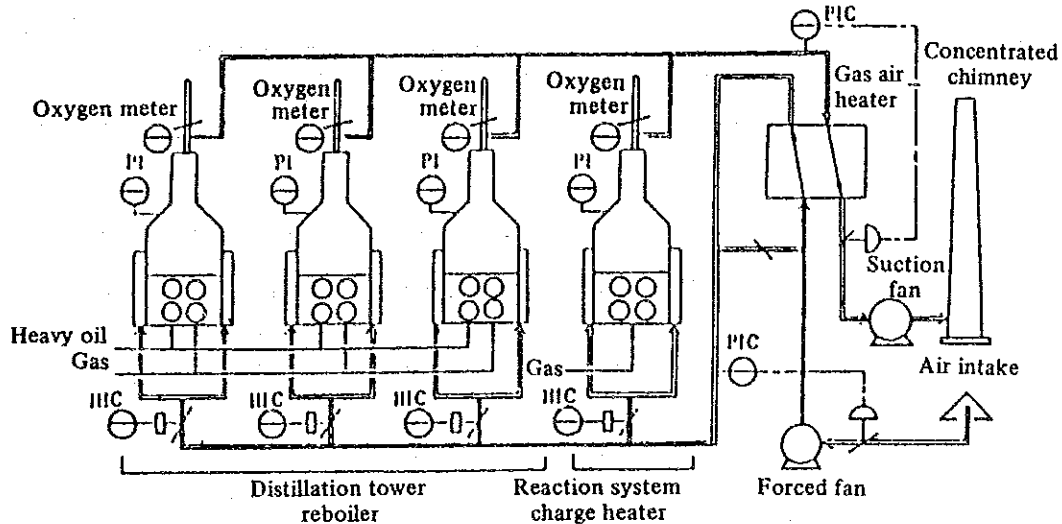 PIC
Concentrated
chimney
Gas air
heater
Oxygen meter
Oxygen
meter
Oxygen
meter
Oxygen
meter
PI
PI
PI
PI
Suction
fan
Heavy oil
Gas
Gas
PIC
Air intake
HIC
HIC
HIC
HIC
Distillation tower
reboiler
Reaction system
charge heater
Forced fan